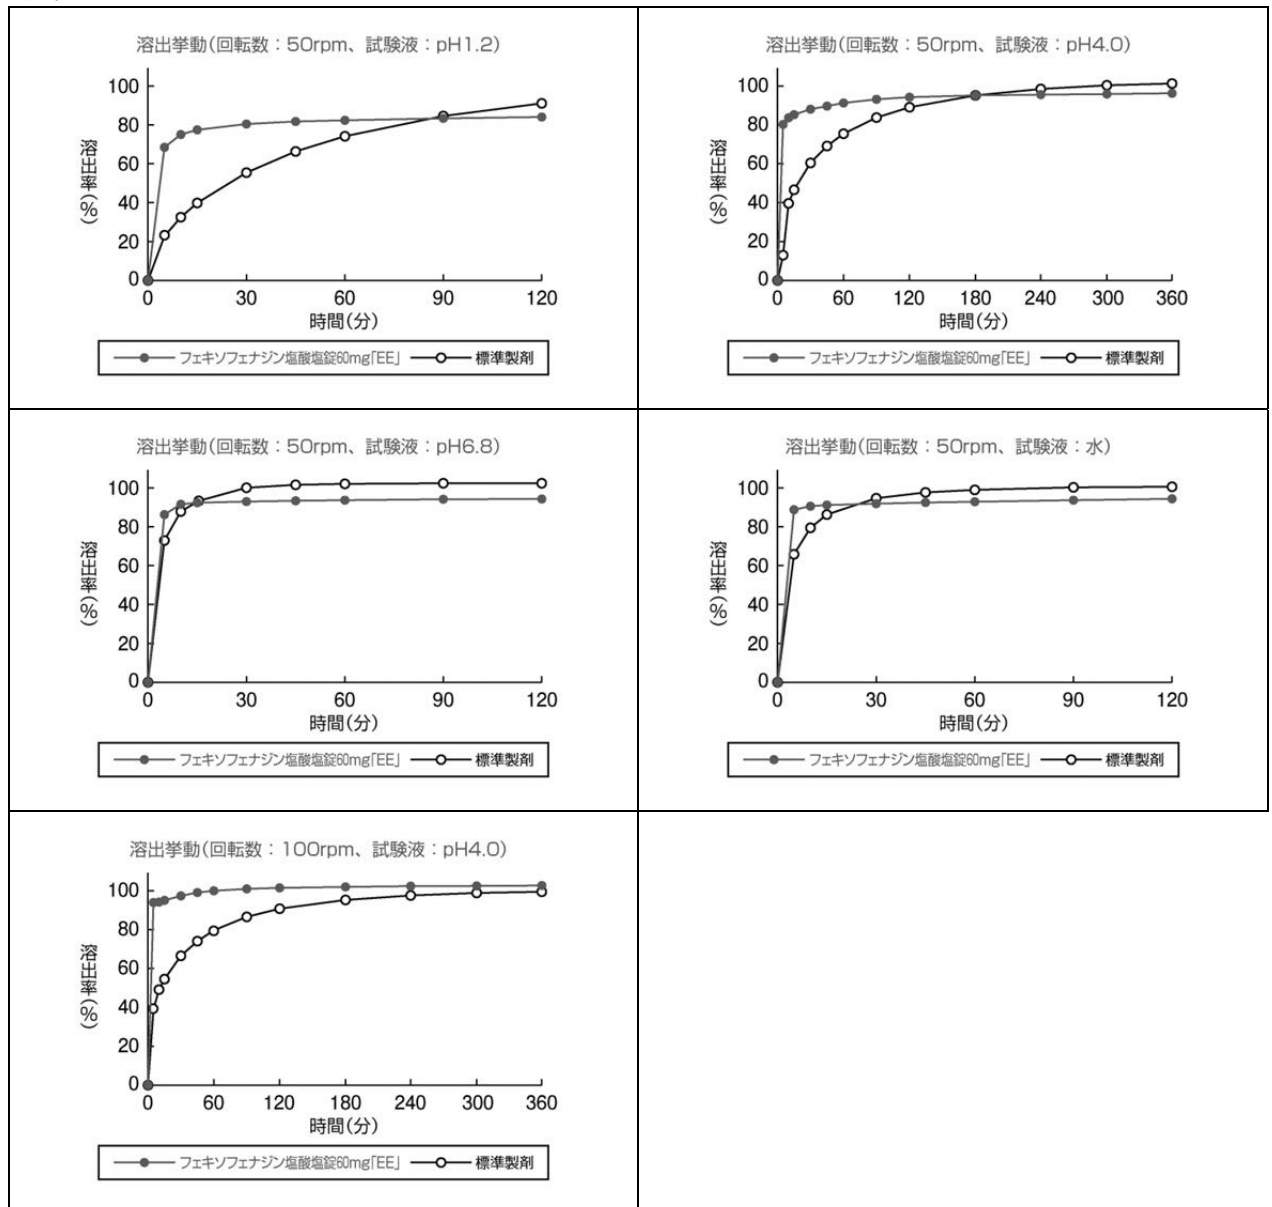 溶出挙動(回転数：50rpm、試験液：pH1.2)
100
80
60
40
20
0
溶出率(%)
0 30 60 90 120
時間(分)
フェキソフェナジン塩酸塩錠60mg「EE」 標準製剤
溶出挙動(回転数：50rpm、試験液：pH4.0)
100
80
60
40
20
0
溶出率(%)
0 60 120 180 240 300 360
時間(分)
フェキソフェナジン塩酸塩錠60mg「EE」 標準製剤
溶出挙動(回転数：50rpm、試験液：pH6.8)
100
80
60
40
20
0
溶出率(%)
0 30 60 90 120
時間(分)
フェキソフェナジン塩酸塩錠60mg「EE」 標準製剤
溶出挙動(回転数：50rpm、試験液：水)
100
80
60
40
20
0
溶出率(%)
0 30 60 90 120
時間(分)
フェキソフェナジン塩酸塩錠60mg「EE」 標準製剤
溶出挙動(回転数：100rpm、試験液：pH4.0)
100
80
60
40
20
0
溶出率(%)
0 60 120 180 240 300 360
時間(分)
フェキソフェナジン塩酸塩錠60mg「EE」 標準製剤